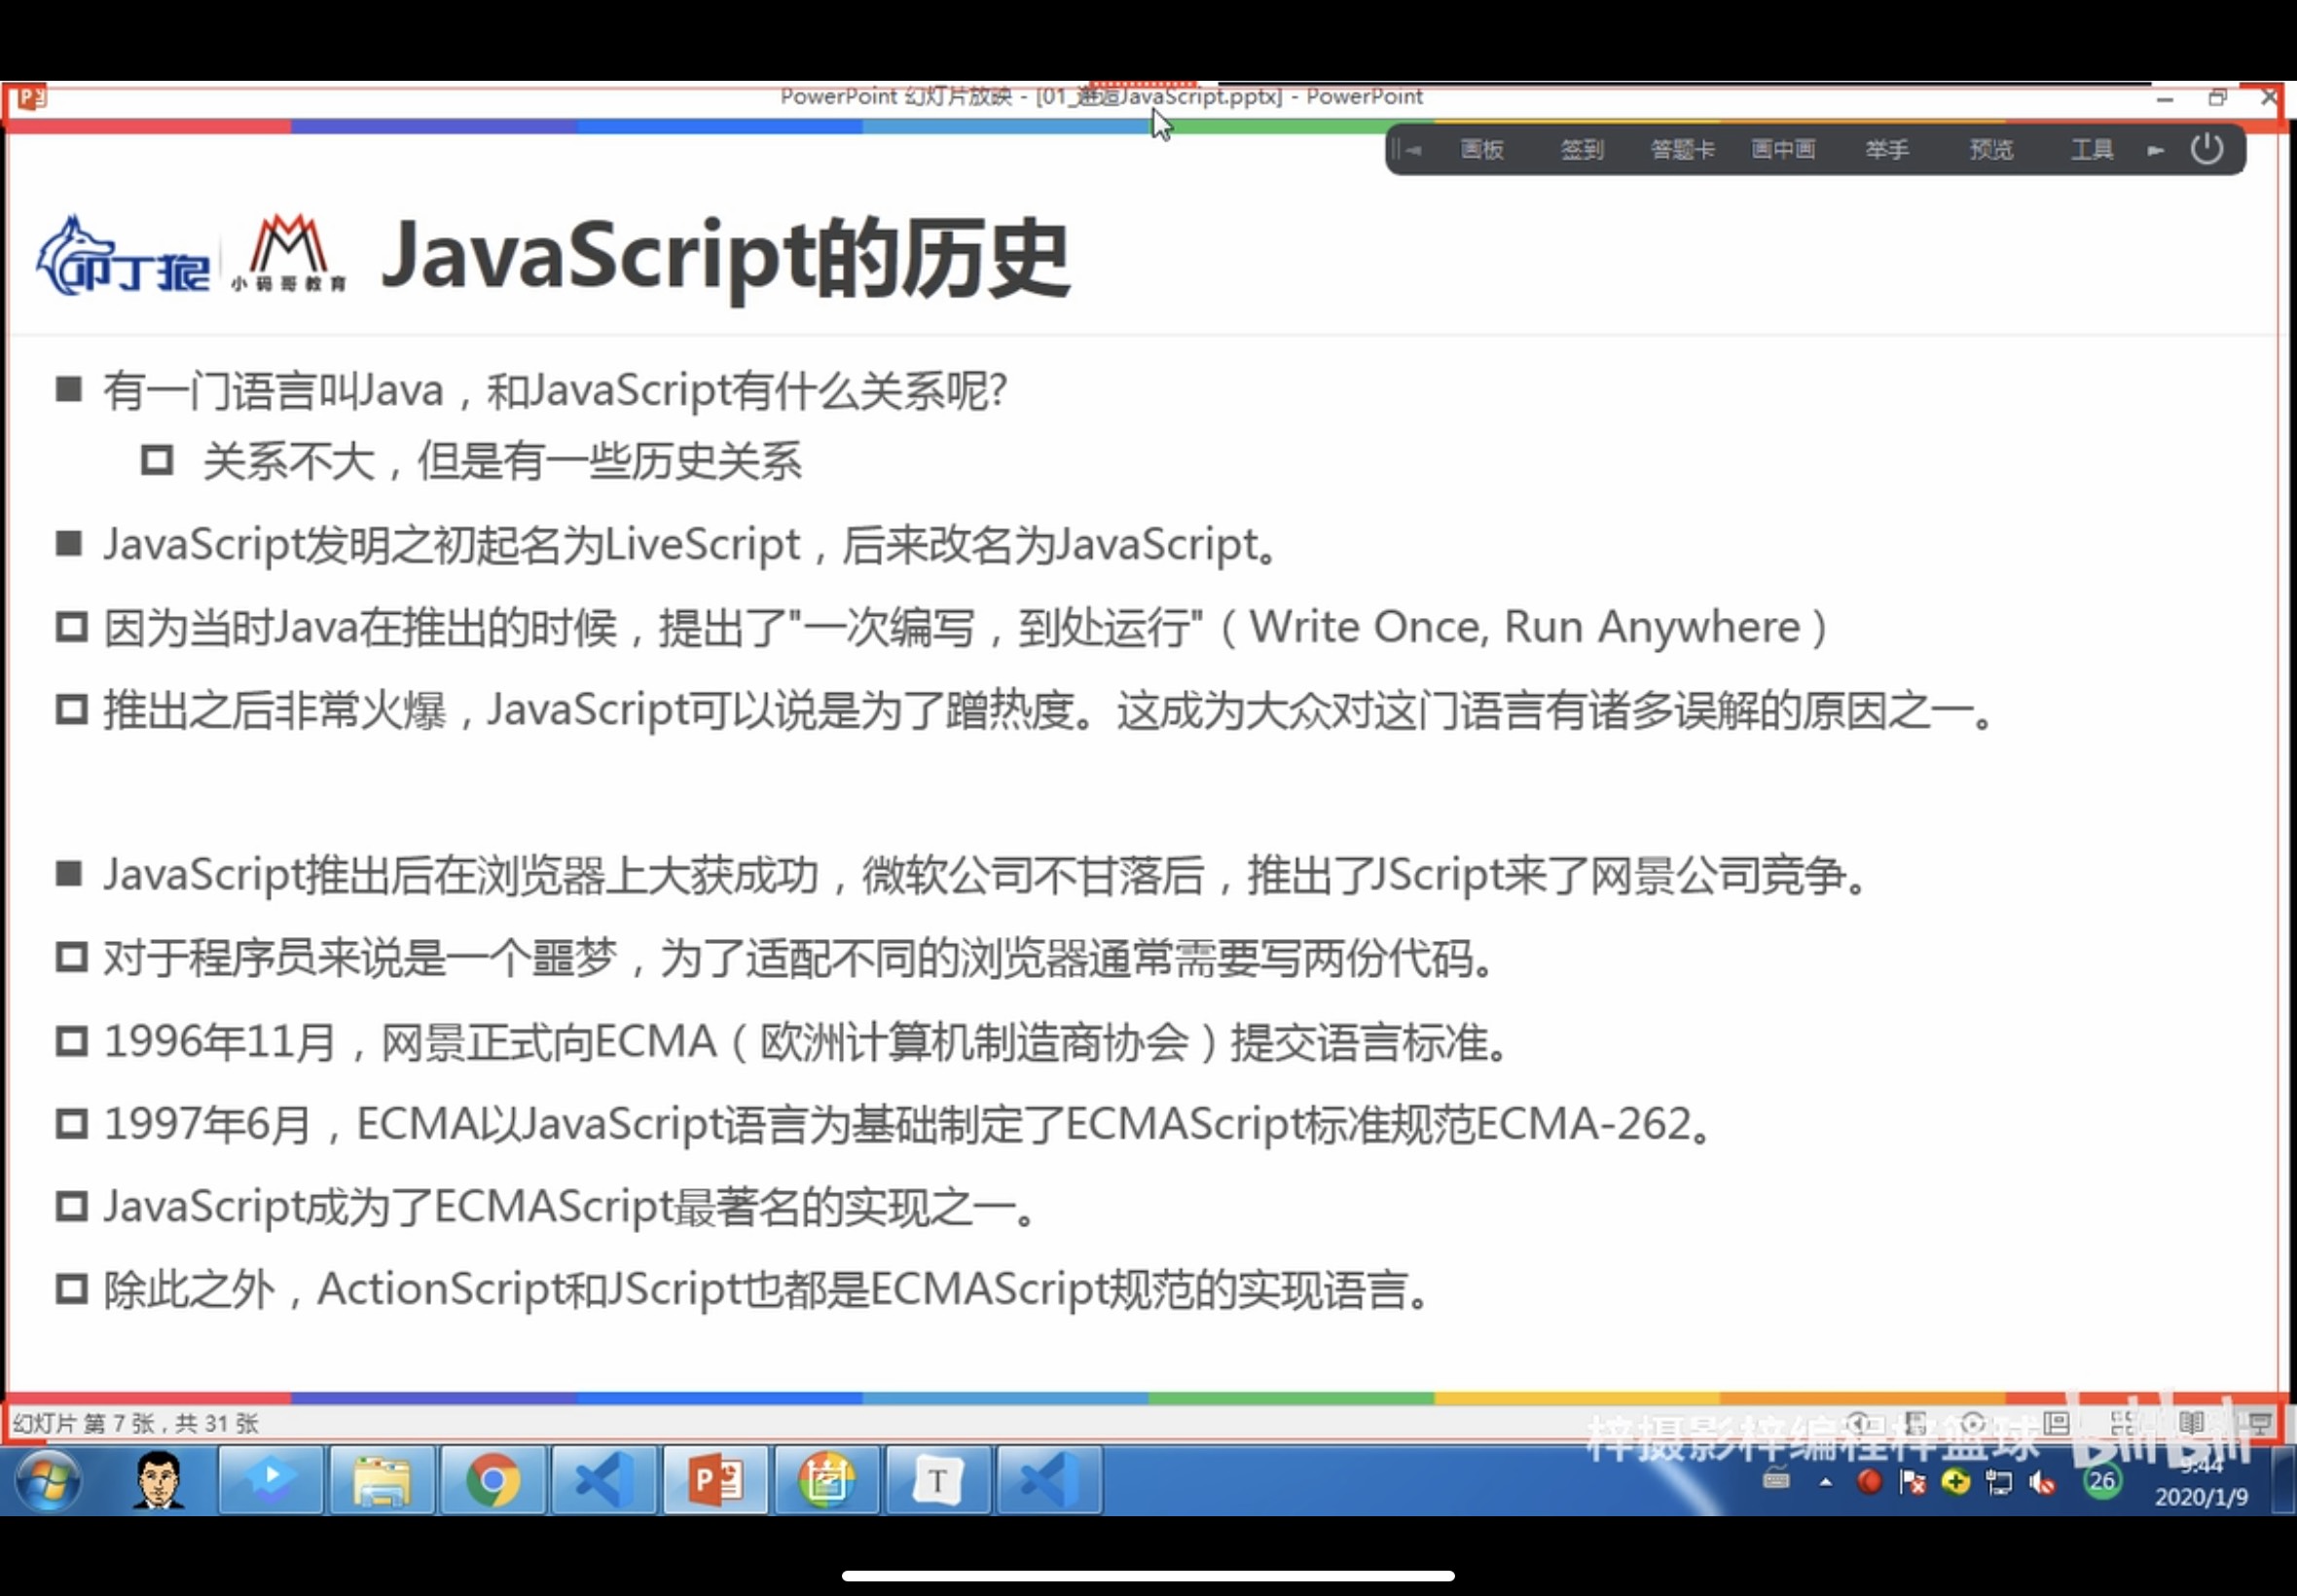 PowerPoint 幻灯片放映 - [01_邂逅JavaScript.pptx] - PowerPoint
画板 签到 答题卡 画中画 举手 预览 工具
叩丁狼 小码哥教育 JavaScript的历史
有一门语言叫Java，和JavaScript有什么关系呢?
关系不大，但是有一些历史关系
JavaScript发明之初起名为LiveScript，后来改名为JavaScript。
因为当时Java在推出的时候，提出了"一次编写，到处运行"（Write Once, Run Anywhere）
推出之后非常火爆，JavaScript可以说是为了蹭热度。这成为大众对这门语言有诸多误解的原因之一。
JavaScript推出后在浏览器上大获成功，微软公司不甘落后，推出了JScript来了网景公司竞争。
对于程序员来说是一个噩梦，为了适配不同的浏览器通常需要写两份代码。
1996年11月，网景正式向ECMA（欧洲计算机制造商协会）提交语言标准。
1997年6月，ECMA以JavaScript语言为基础制定了ECMAScript标准规范ECMA-262。
JavaScript成为了ECMAScript最著名的实现之一。
除此之外，ActionScript和JScript也都是ECMAScript规范的实现语言。
幻灯片 第 7 张，共 31 张
梓摄影梓编程梓篮球 bilibili
T
26
9:44
2020/1/9